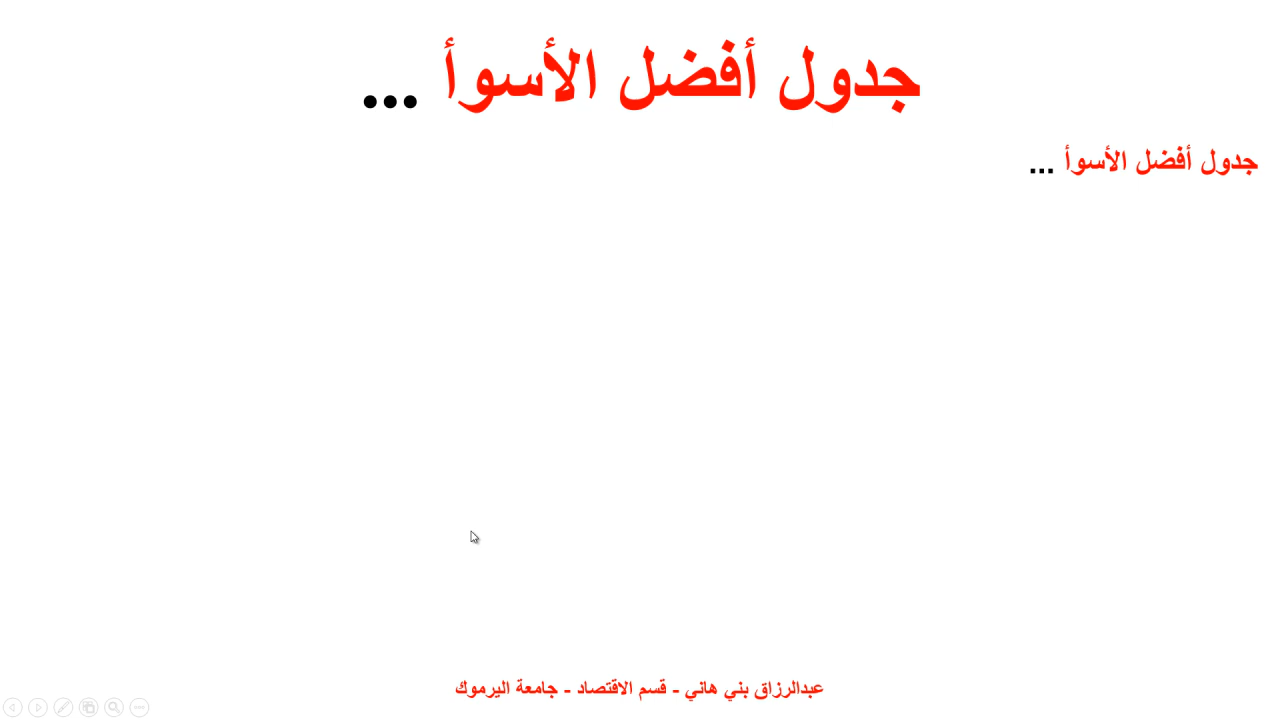 جدول أفضل الأسوأ ...
جدول أفضل الأسوأ ...
عبدالرزاق بني هاني - قسم الاقتصاد - جامعة اليرموك